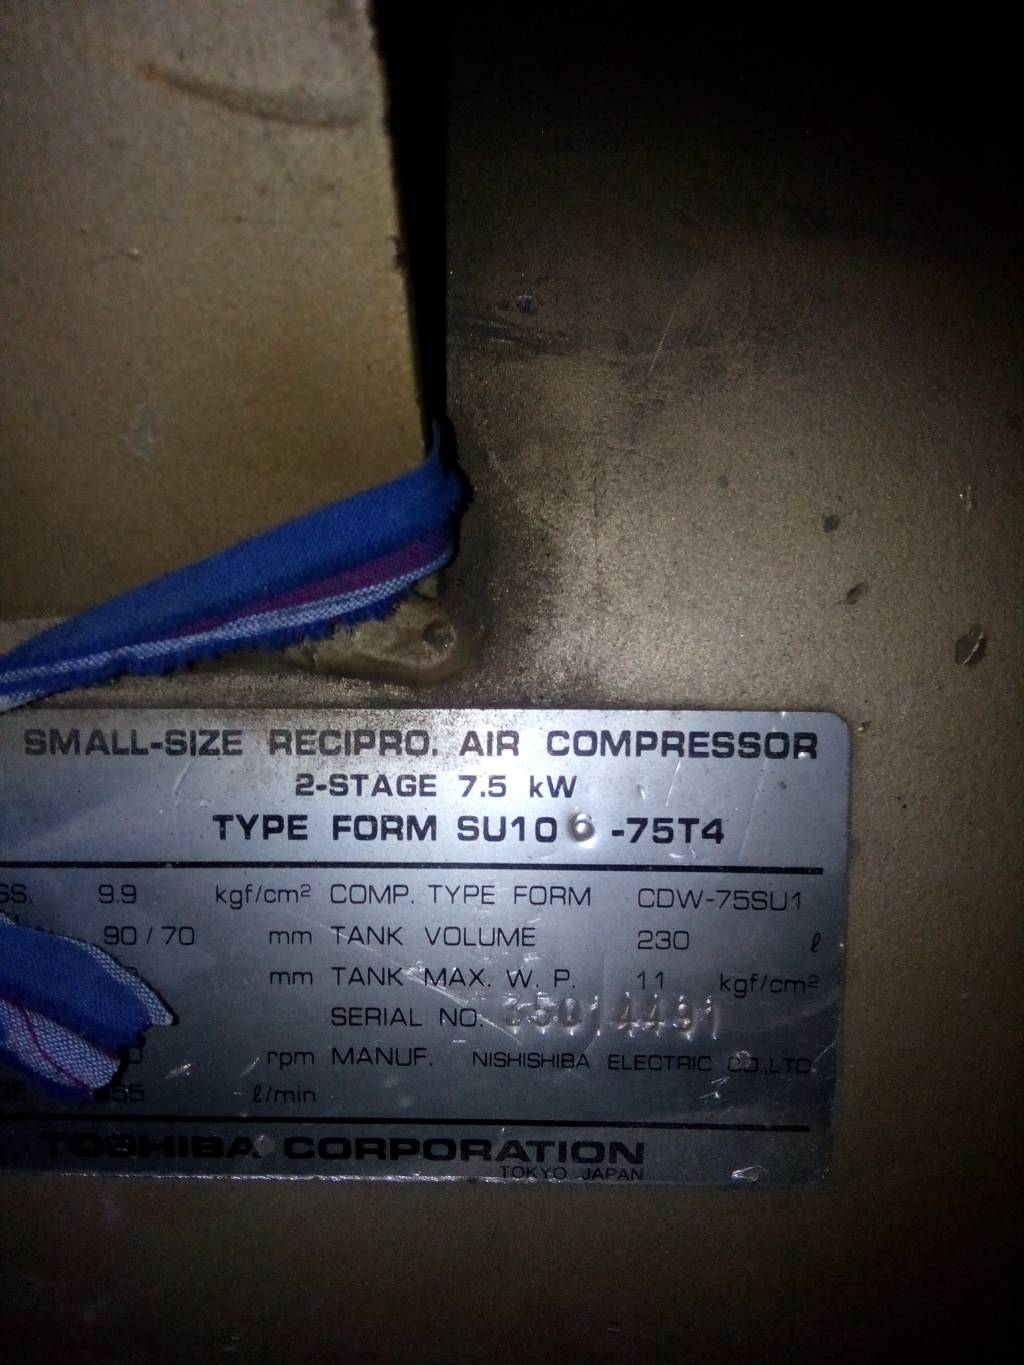 SMALL-SIZE RECIPRO. AIR COMPRESSOR
2-STAGE 7.5 kW
TYPE FORM SU106-75T4
SS. 9.9 kgf/cm² COMP. TYPE FORM CDW-75SU1
90/70 mm TANK VOLUME 230 ℓ
mm TANK MAX. W. P. 11 kgf/cm²
SERIAL NO. 35014491
rpm MANUF. NISHISHIBA ELECTRIC CO.,LTD.
ℓ/min
TOSHIBA CORPORATION
TOKYO JAPAN